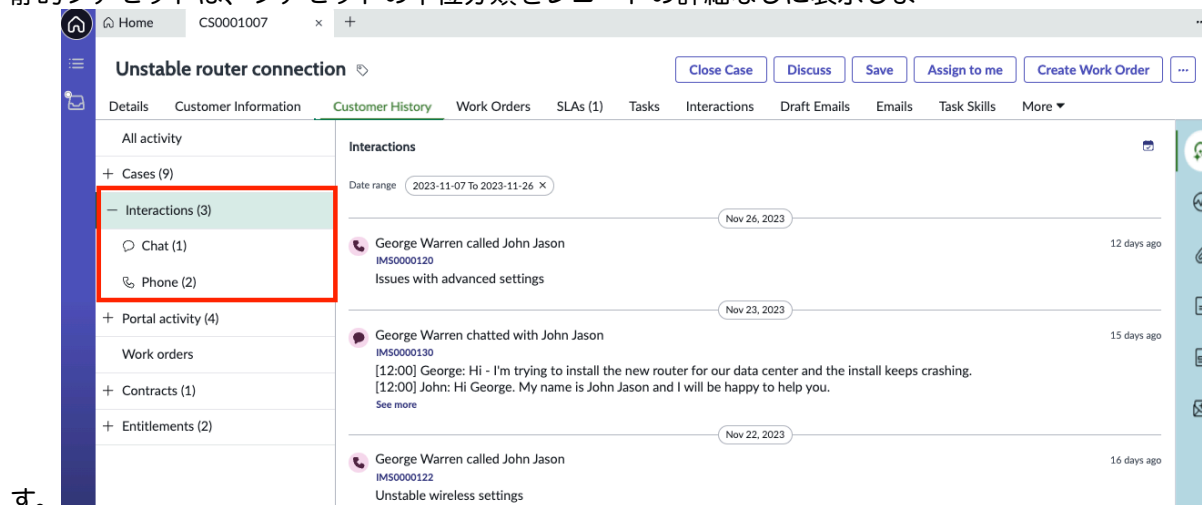 Home CS0001007 × +
Unstable router connection
Close Case Discuss Save Assign to me Create Work Order ...
Details Customer Information Customer History Work Orders SLAs (1) Tasks Interactions Draft Emails Emails Task Skills More ▼
All activity
+ Cases (9)
− Interactions (3)
Chat (1)
Phone (2)
+ Portal activity (4)
Work orders
+ Contracts (1)
+ Entitlements (2)
Interactions
Date range 2023-11-07 To 2023-11-26 ×
Nov 26, 2023
George Warren called John Jason 12 days ago
IMS0000120
Issues with advanced settings
Nov 23, 2023
George Warren chatted with John Jason 15 days ago
IMS0000130
[12:00] George: Hi - I'm trying to install the new router for our data center and the install keeps crashing.
[12:00] John: Hi George. My name is John Jason and I will be happy to help you.
See more
Nov 22, 2023
George Warren called John Jason 16 days ago
IMS0000122
Unstable wireless settings
す。